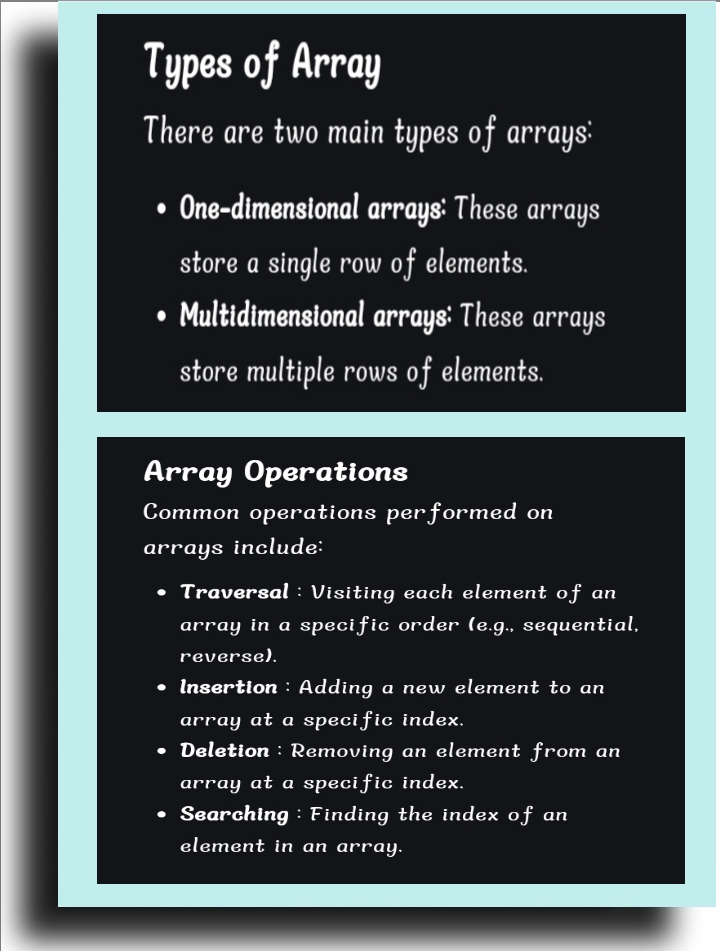 Types of Array
There are two main types of arrays:
• One-dimensional arrays: These arrays
store a single row of elements.
• Multidimensional arrays: These arrays
store multiple rows of elements.
Array Operations
Common operations performed on
arrays include:
• Traversal : Visiting each element of an
array in a specific order (e.g., sequential,
reverse).
• Insertion : Adding a new element to an
array at a specific index.
• Deletion : Removing an element from an
array at a specific index.
• Searching : Finding the index of an
element in an array.